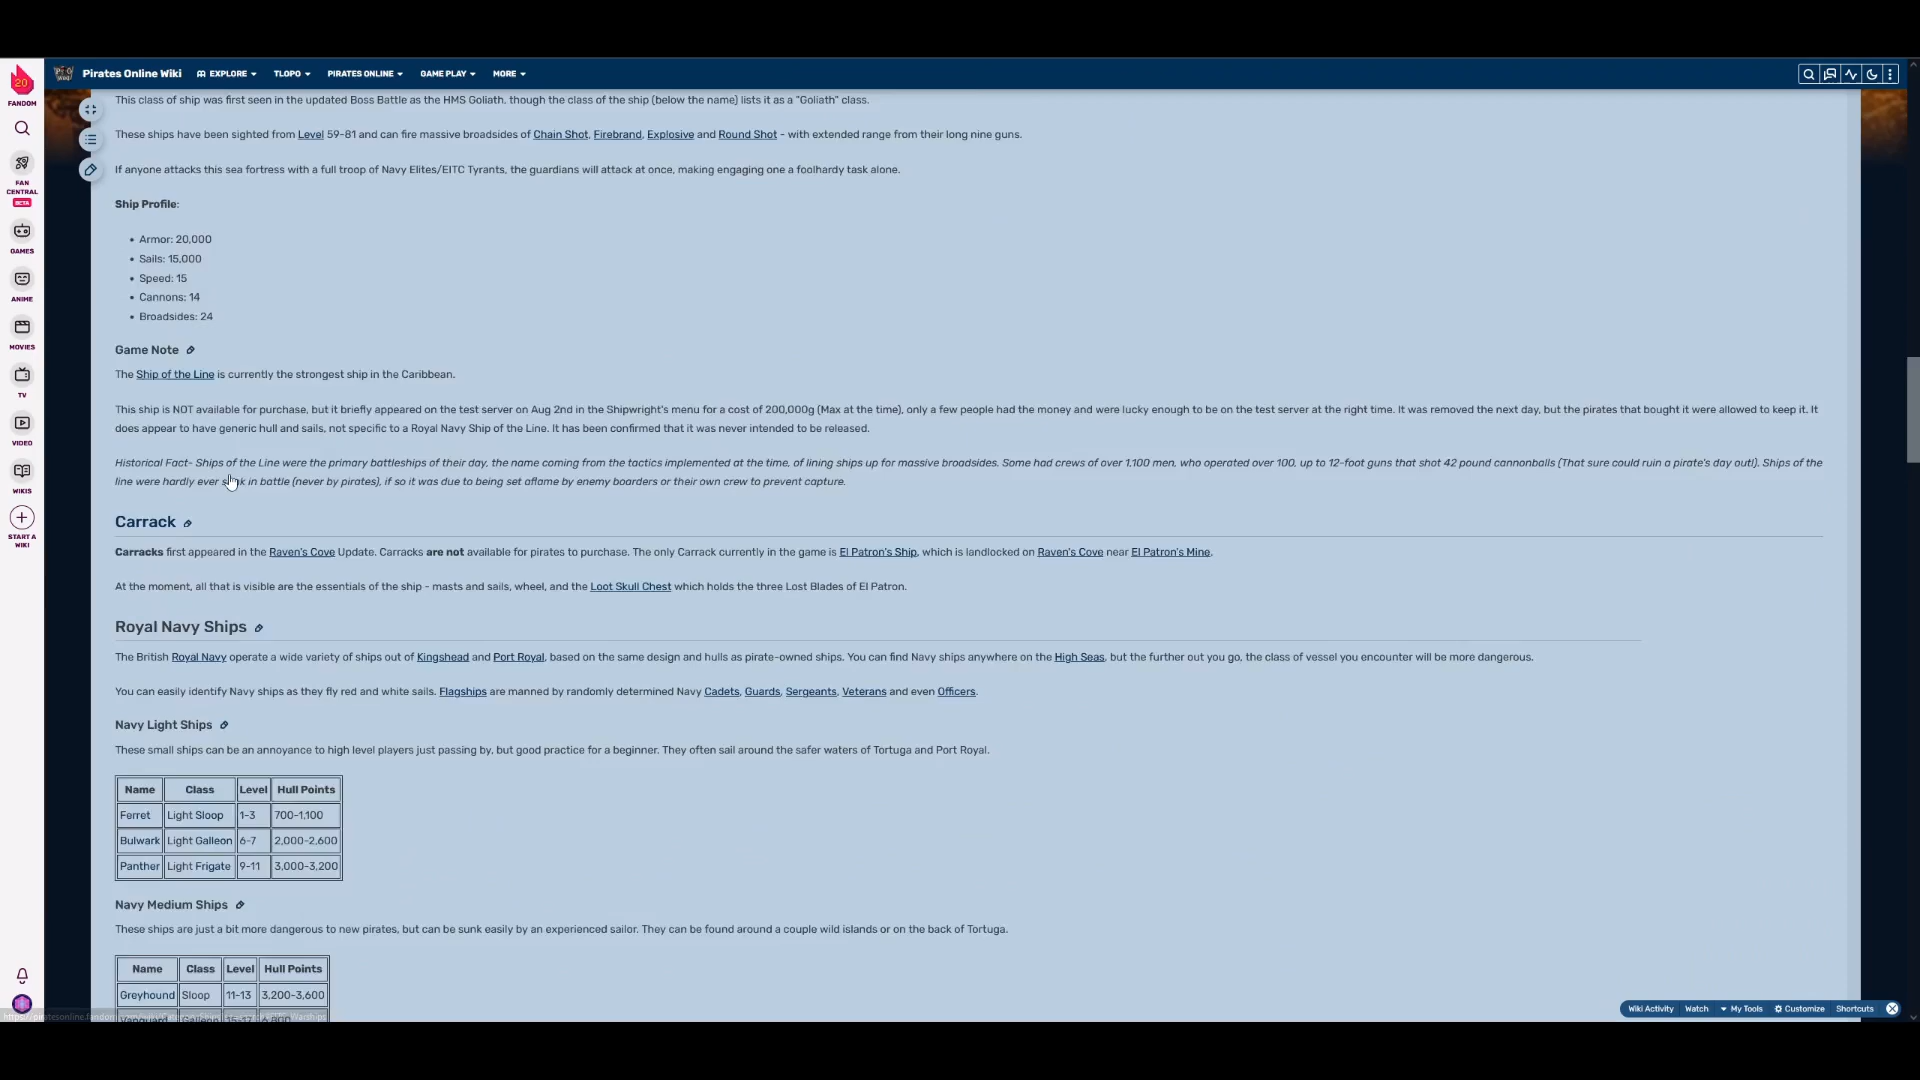 Pirates Online Wiki
EXPLORE
TLOPO
PIRATES ONLINE
GAME PLAY
MORE
20
FANDOM
FAN
CENTRAL
BETA
GAMES
ANIME
MOVIES
TV
VIDEO
WIKIS
START A
WIKI
This class of ship was first seen in the updated Boss Battle as the HMS Goliath, though the class of the ship (below the name) lists it as a "Goliath" class.
These ships have been sighted from Level 59-81 and can fire massive broadsides of Chain Shot, Firebrand, Explosive and Round Shot - with extended range from their long nine guns.
If anyone attacks this sea fortress with a full troop of Navy Elites/EITC Tyrants, the guardians will attack at once, making engaging one a foolhardy task alone.
Ship Profile:
• Armor: 20,000
• Sails: 15,000
• Speed: 15
• Cannons: 14
• Broadsides: 24
Game Note
The Ship of the Line is currently the strongest ship in the Caribbean.
This ship is NOT available for purchase, but it briefly appeared on the test server on Aug 2nd in the Shipwright's menu for a cost of 200,000g (Max at the time), only a few people had the money and were lucky enough to be on the test server at the right time. It was removed the next day, but the pirates that bought it were allowed to keep it. It
does appear to have generic hull and sails, not specific to a Royal Navy Ship of the Line. It has been confirmed that it was never intended to be released.
Historical Fact- Ships of the Line were the primary battleships of their day, the name coming from the tactics implemented at the time, of lining ships up for massive broadsides. Some had crews of over 1,100 men, who operated over 100, up to 12-foot guns that shot 42 pound cannonballs (That sure could ruin a pirate's day out!). Ships of the
line were hardly ever sunk in battle (never by pirates), if so it was due to being set aflame by enemy boarders or their own crew to prevent capture.
Carrack
Carracks first appeared in the Raven's Cove Update. Carracks are not available for pirates to purchase. The only Carrack currently in the game is El Patron's Ship, which is landlocked on Raven's Cove near El Patron's Mine.
At the moment, all that is visible are the essentials of the ship - masts and sails, wheel, and the Loot Skull Chest which holds the three Lost Blades of El Patron.
Royal Navy Ships
The British Royal Navy operate a wide variety of ships out of Kingshead and Port Royal, based on the same design and hulls as pirate-owned ships. You can find Navy ships anywhere on the High Seas, but the further out you go, the class of vessel you encounter will be more dangerous.
You can easily identify Navy ships as they fly red and white sails. Flagships are manned by randomly determined Navy Cadets, Guards, Sergeants, Veterans and even Officers.
Navy Light Ships
These small ships can be an annoyance to high level players just passing by, but good practice for a beginner. They often sail around the safer waters of Tortuga and Port Royal.
Name Class Level Hull Points
Ferret Light Sloop 1-3 700-1,100
Bulwark Light Galleon 6-7 2,000-2,600
Panther Light Frigate 9-11 3,000-3,200
Navy Medium Ships
These ships are just a bit more dangerous to new pirates, but can be sunk easily by an experienced sailor. They can be found around a couple wild islands or on the back of Tortuga.
Name Class Level Hull Points
Greyhound Sloop 11-13 3,200-3,600
Wiki Activity
Watch
My Tools
Customize
Shortcuts